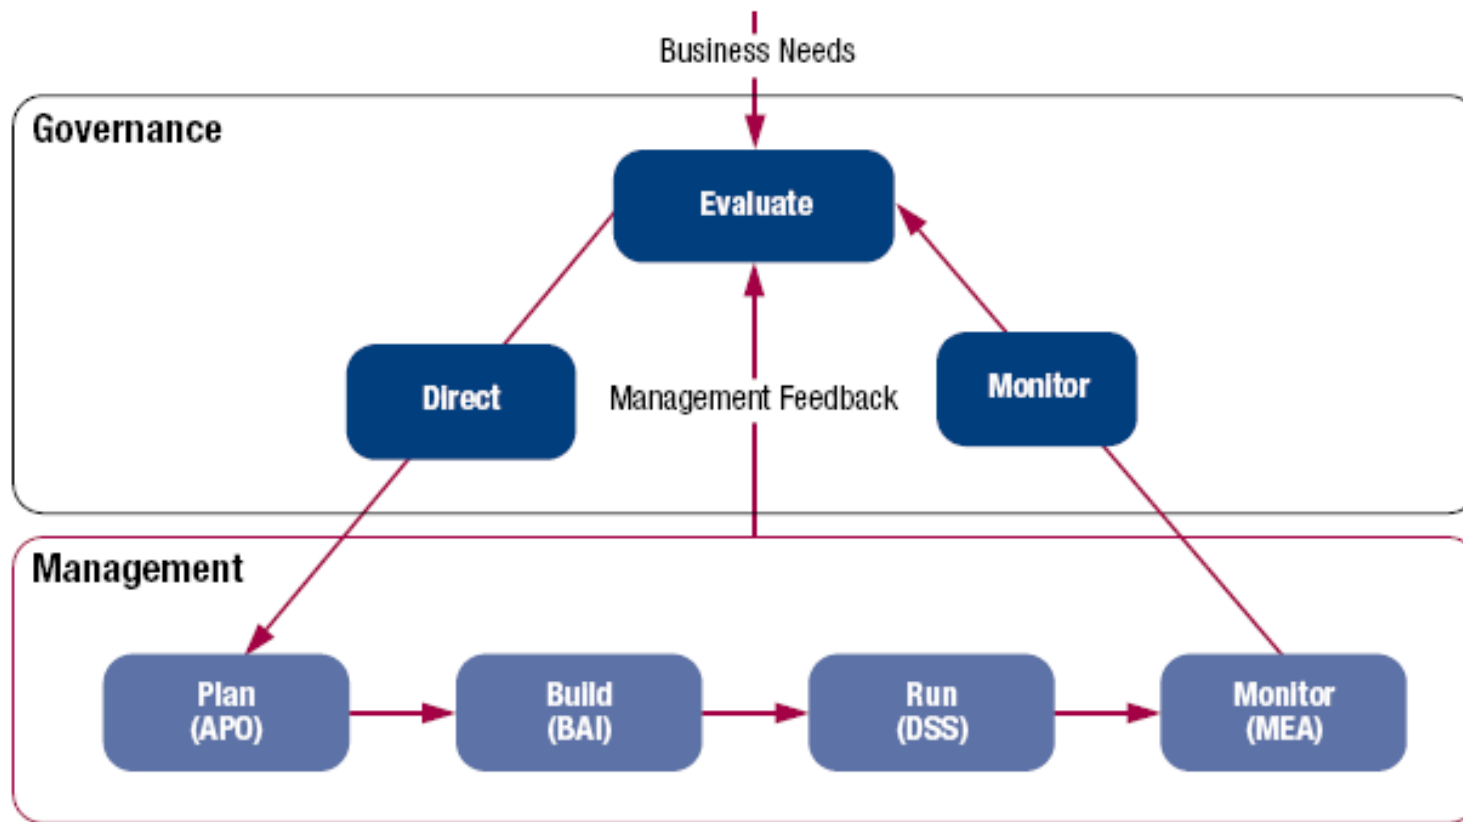 Business Needs
Governance
Evaluate
Direct
Management Feedback
Monitor
Management
Plan
(APO)
Build
(BAI)
Run
(DSS)
Monitor
(MEA)